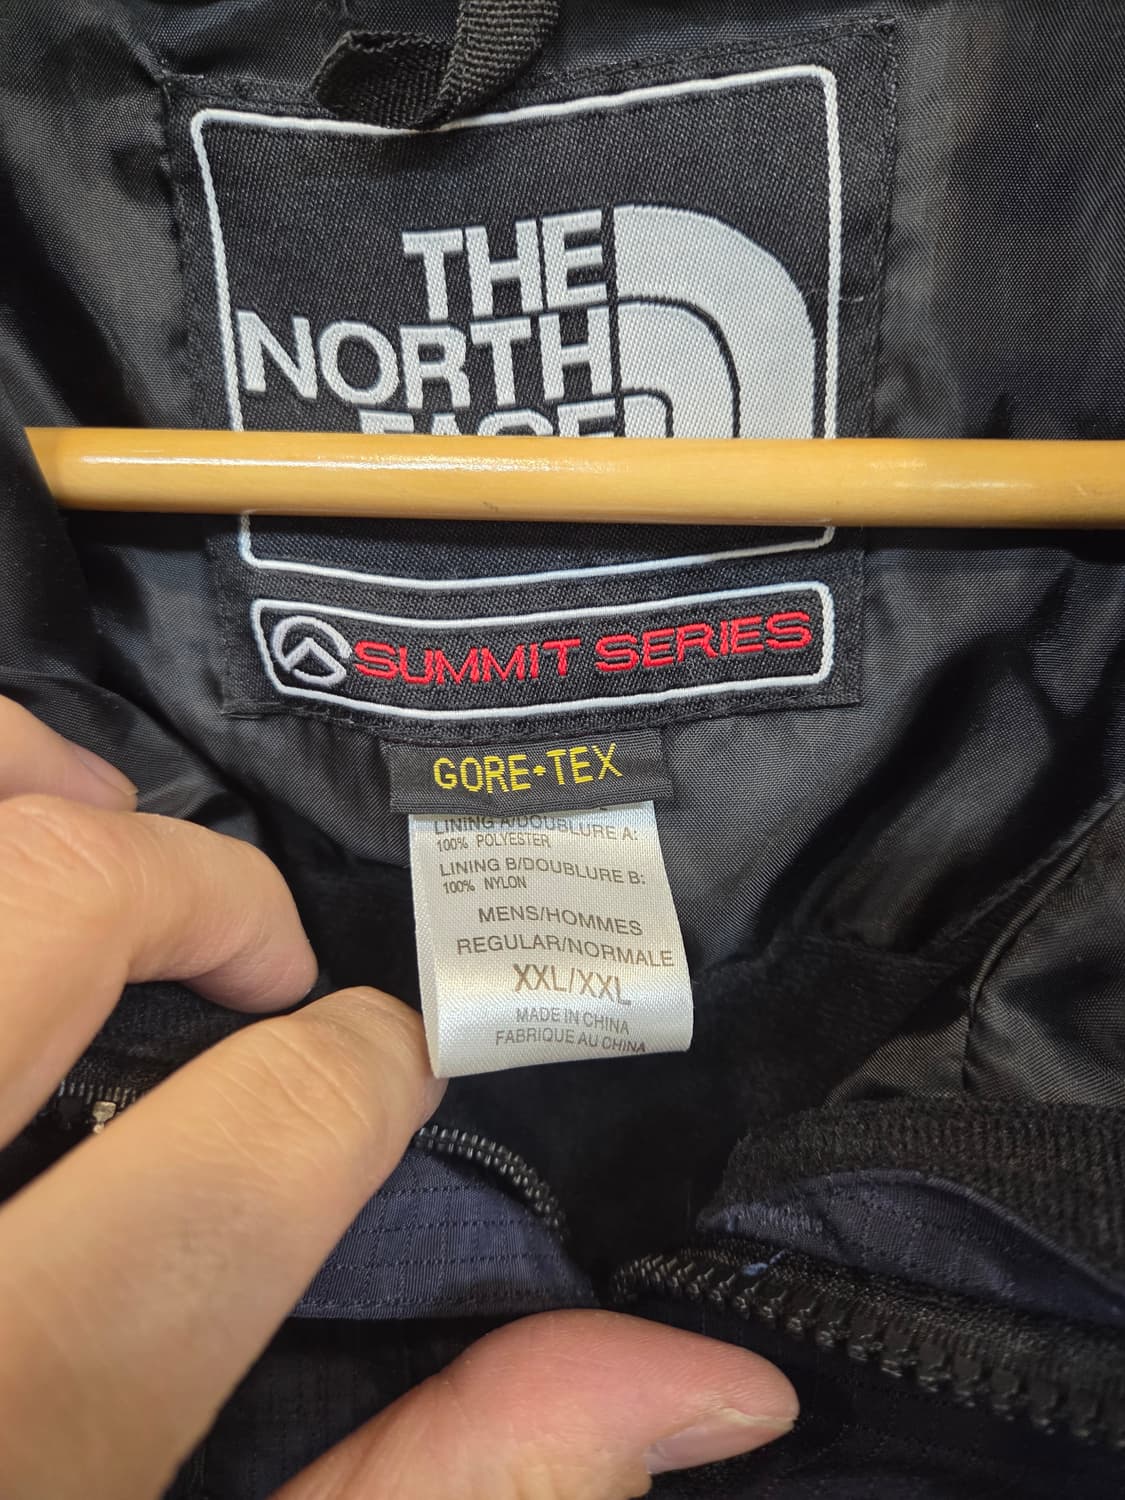 THE
NORTH
FACE
SUMMIT SERIES
GORE•TEX
LINING A/DOUBLURE A:
100% POLYESTER
LINING B/DOUBLURE B:
100% NYLON
MENS/HOMMES
REGULAR/NORMALE
XXL/XXL
MADE IN CHINA
FABRIQUE AU CHINA